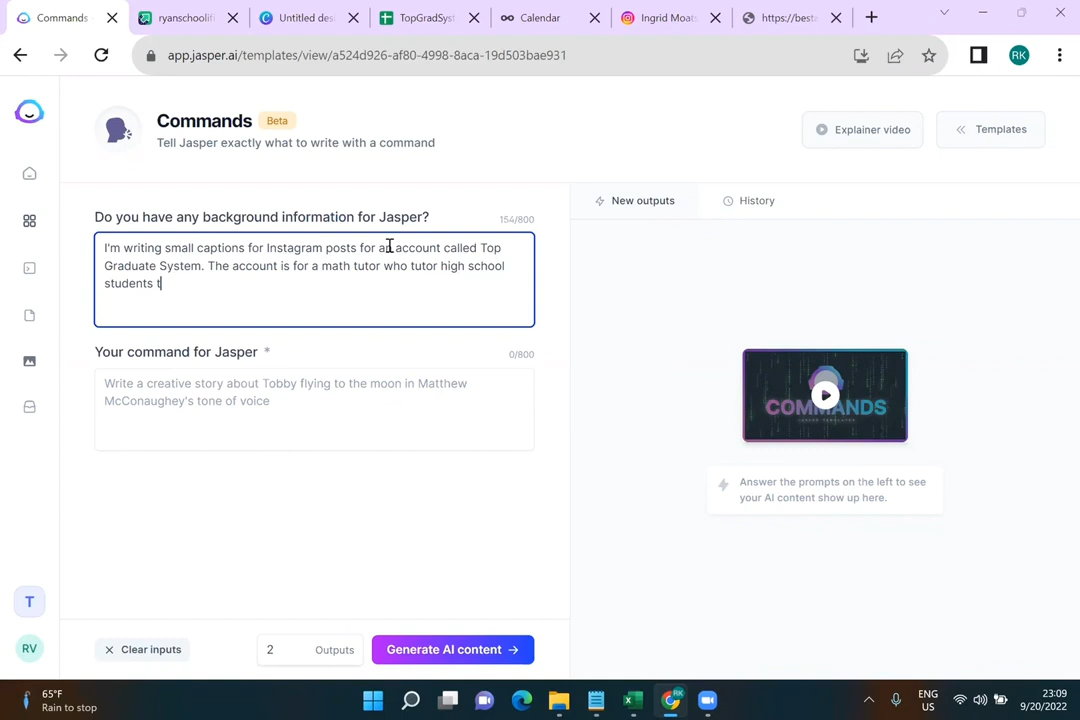 Commands
ryanschoolifi
Untitled des
TopGradSys
Calendar
Ingrid Moats
https://besta
app.jasper.ai/templates/view/a524d926-af80-4998-8aca-19d503bae931
RK
Commands
Beta
Tell Jasper exactly what to write with a command
Explainer video
Templates
Do you have any background information for Jasper?
154/800
I'm writing small captions for Instagram posts for an account called Top
Graduate System. The account is for a math tutor who tutor high school
students t
Your command for Jasper *
0/800
Write a creative story about Tobby flying to the moon in Matthew
McConaughey's tone of voice
New outputs
History
COMMANDS
Answer the prompts on the left to see
your AI content show up here.
T
RV
Clear inputs
2 Outputs
Generate AI content
65°F
Rain to stop
RK
ENG
US
23:09
9/20/2022